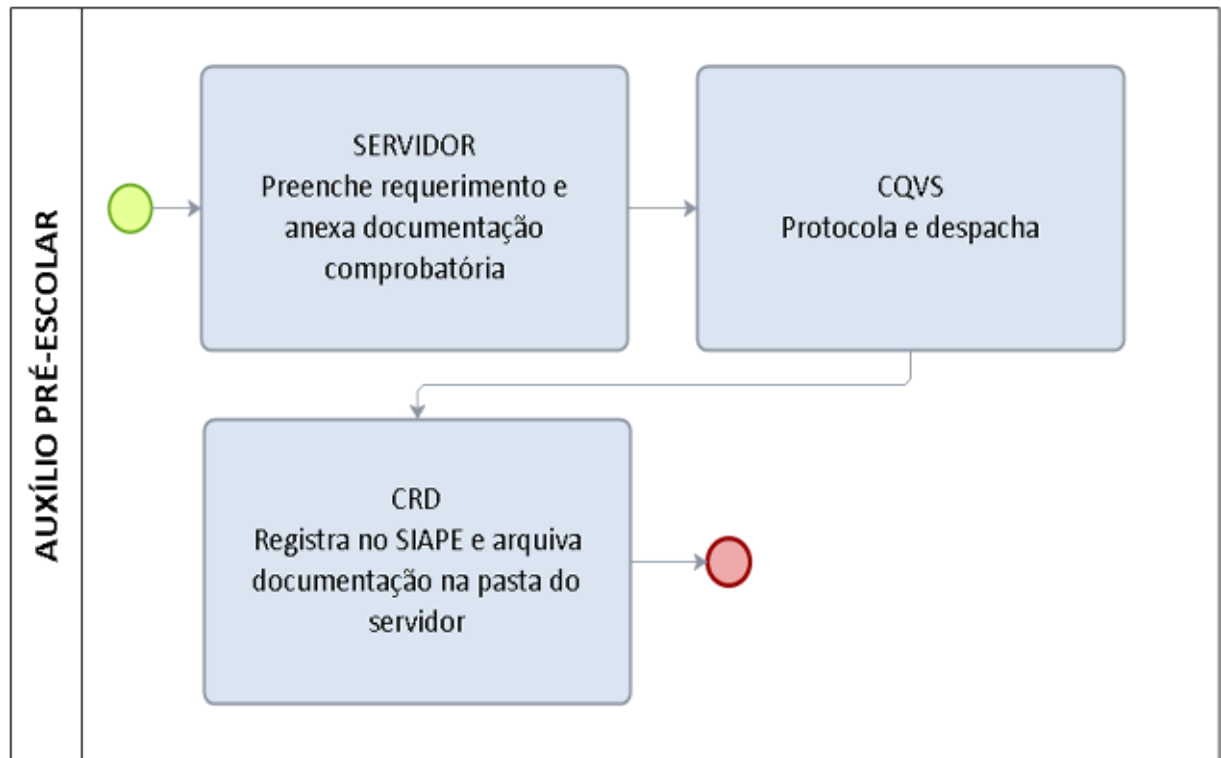 AUXÍLIO PRÉ-ESCOLAR
SERVIDOR
Preenche requerimento e
anexa documentação
comprobatória
CQVS
Protocola e despacha
CRD
Registra no SIAPE e arquiva
documentação na pasta do
servidor